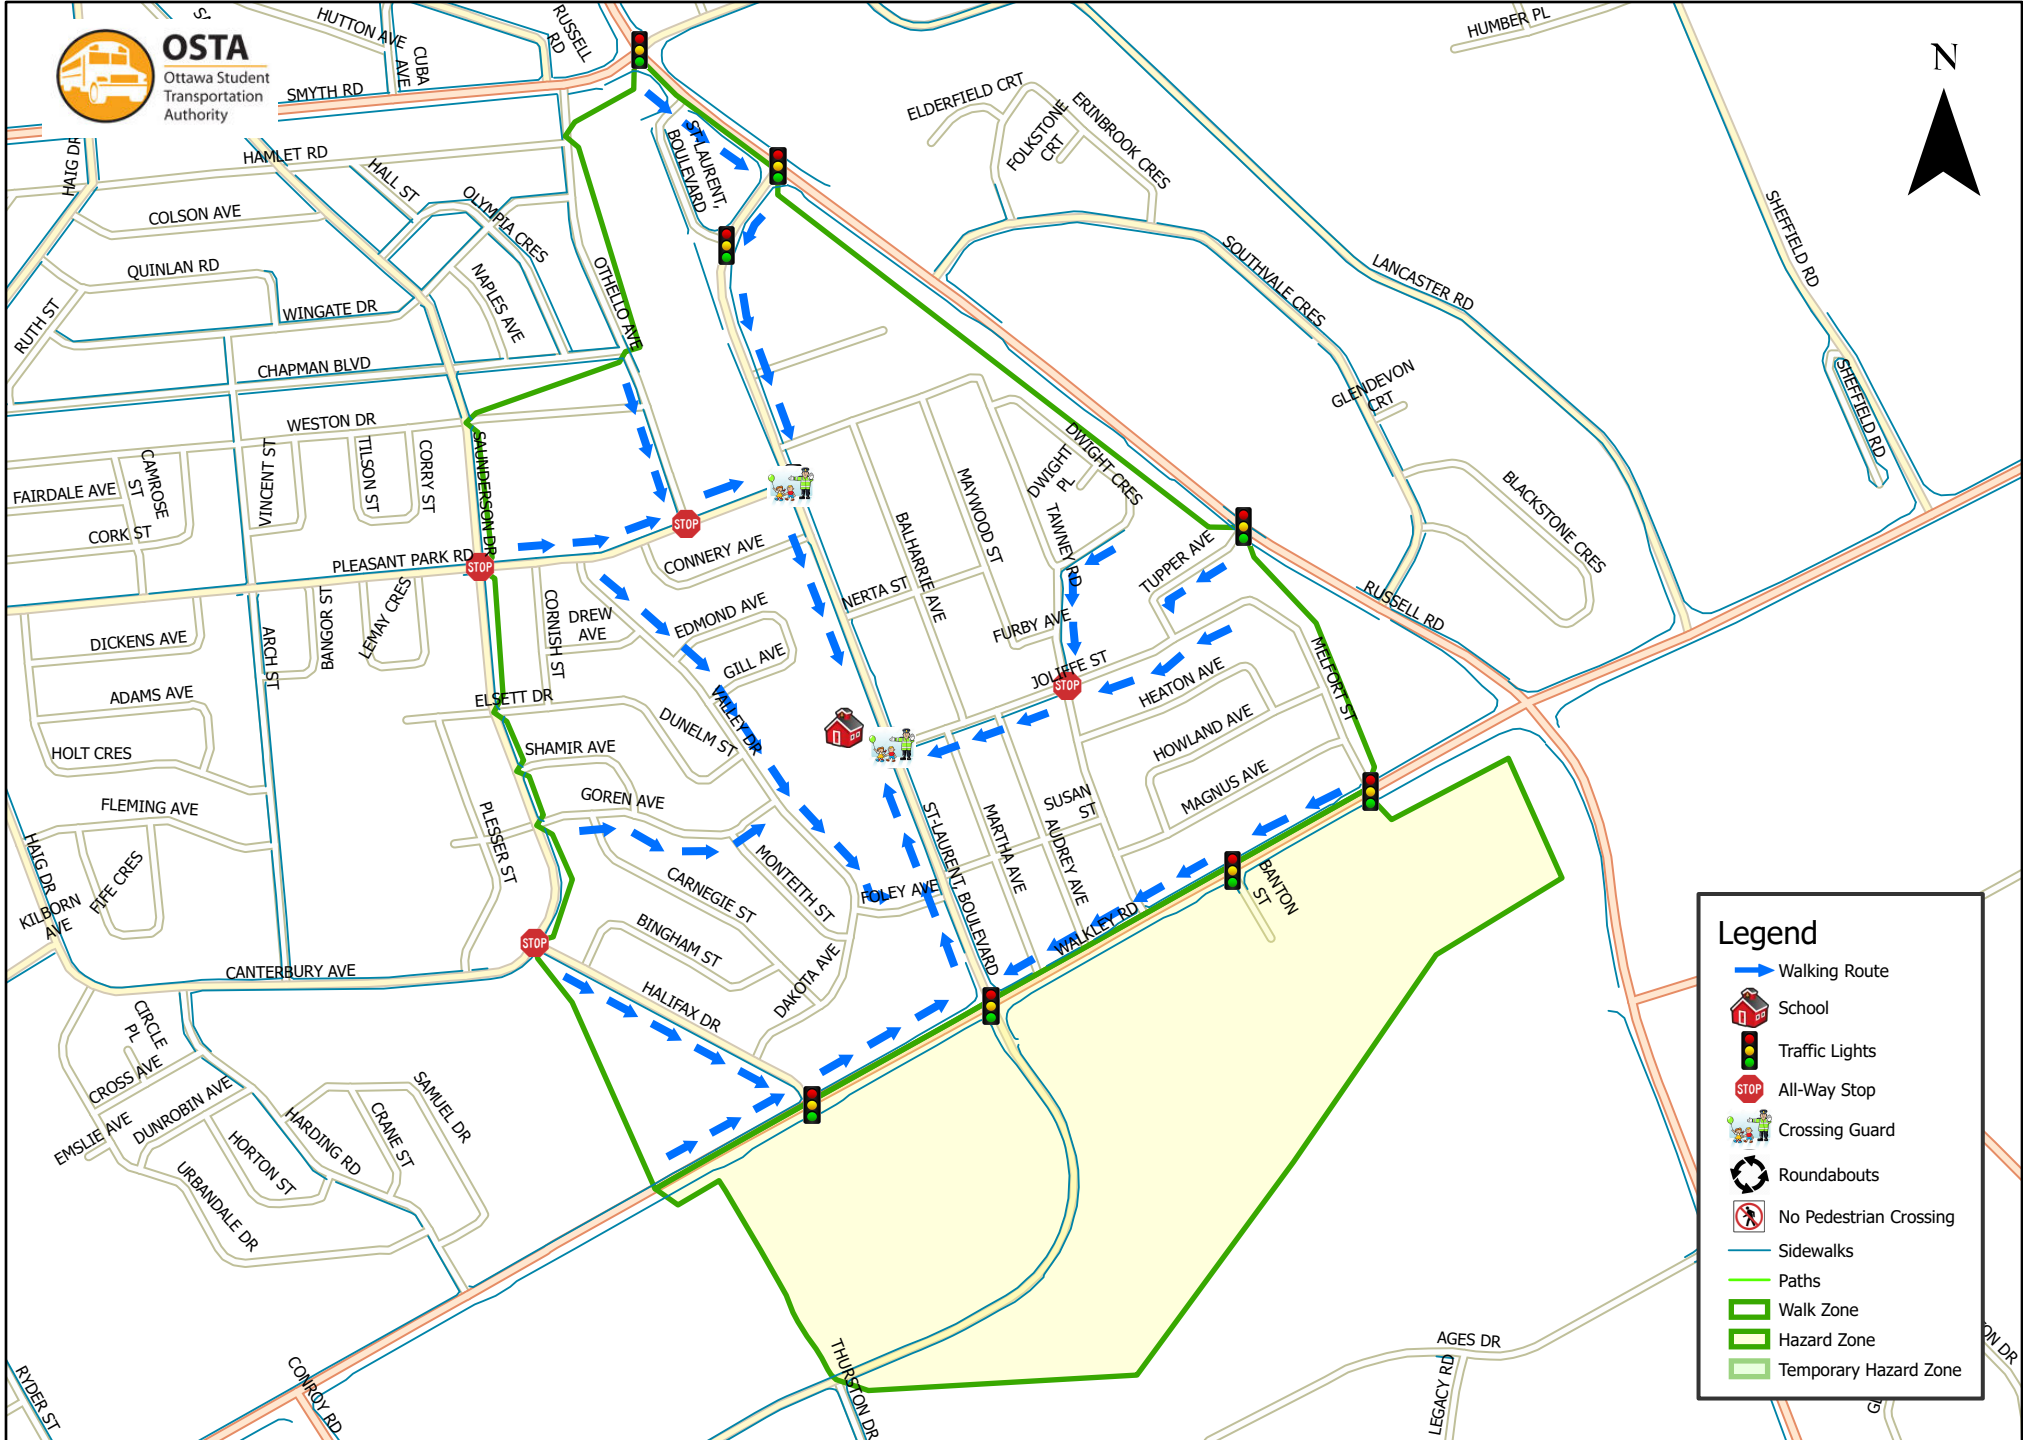 OSTA
Ottawa Student
Transportation
Authority
HUTTON AVE
CUBA
AVE
RUSSELL
RD
SMYTH RD
HAIG DR
HAMLET RD
HALL ST
COLSON AVE
OLYMPIA CRES
QUINLAN RD
NAPLES AVE
RUTH ST
WINGATE DR
CHAPMAN BLVD
OTHELLO AVE
ST-LAURENT,
BOULEVARD
WESTON DR
SAUNDERSON DR
CAMROSE
ST
VINCENT ST
TILSON ST
CORRY ST
FAIRDALE AVE
CORK ST
PLEASANT PARK RD
STOP
STOP
CONNERY AVE
DICKENS AVE
ARCH ST
BANGOR ST
LEMAY CRES
CORNISH ST
DREW
AVE
EDMOND AVE
GILL AVE
ADAMS AVE
ELSETT DR
DUNELM ST
VALLEY DR
HOLT CRES
SHAMIR AVE
FLEMING AVE
GOREN AVE
PLESSER ST
HAIG DR
FIFE CRES
KILBORN
AVE
MONTEITH ST
CARNEGIE ST
BINGHAM ST
FOLEY AVE
STOP
CANTERBURY AVE
HALIFAX DR
DAKOTA AVE
CIRCLE
PL
CROSS AVE
DUNROBIN AVE
EMSLIE AVE
HORTON ST
HARDING RD
CRANE ST
SAMUEL DR
URBANDALE DR
RYDER ST
CONROY RD
THURSTON DR
ELDERFIELD CRT
FOLKSTONE
CRT
ERINBROOK CRES
HUMBER PL
N
SHEFFIELD RD
SHEFFIELD RD
LANCASTER RD
SOUTHVALE CRES
GLENDEVON
CRT
BLACKSTONE CRES
DWIGHT CRES
DWIGHT
PL
MAYWOOD ST
BALHARRIE AVE
TAWNEY RD
TUPPER AVE
RUSSELL RD
NERTA ST
FURBY AVE
JOLIFFE ST
STOP
MELFORT ST
HEATON AVE
HOWLAND AVE
MAGNUS AVE
SUSAN
ST
ST-LAURENT, BOULEVARD
MARTHA AVE
AUDREY AVE
WALKLEY RD
BANTON
ST
AGES DR
LEGACY RD
ON DR
Legend
Walking Route
School
Traffic Lights
STOP All-Way Stop
Crossing Guard
Roundabouts
No Pedestrian Crossing
Sidewalks
Paths
Walk Zone
Hazard Zone
Temporary Hazard Zone